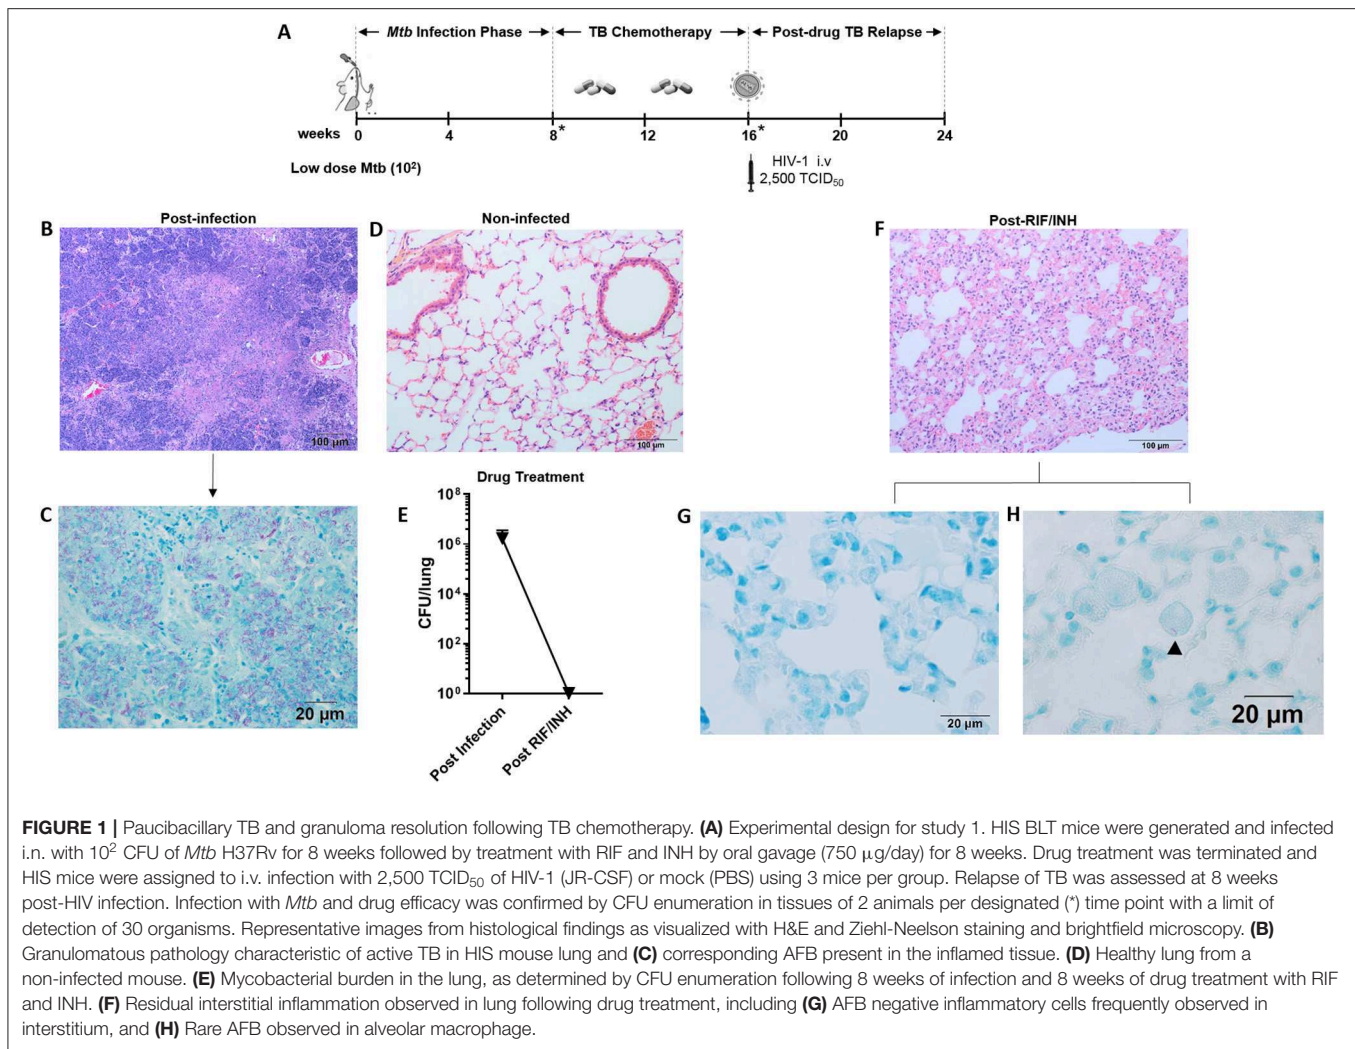 A
Mtb Infection Phase
TB Chemotherapy
Post-drug TB Relapse
weeks
0
4
8*
12
16*
20
24
Low dose Mtb (10²)
HIV-1 i.v
2,500 TCID₅₀
B
Post-infection
100 µm
D
Non-infected
100 µm
F
Post-RIF/INH
100 µm
C
20 µm
E
Drug Treatment
CFU/lung
10⁸
10⁶
10⁴
10²
10⁰
Post Infection
Post RIF/INH
G
20 µm
H
20 µm
FIGURE 1 | Paucibacillary TB and granuloma resolution following TB chemotherapy. (A) Experimental design for study 1. HIS BLT mice were generated and infected
i.n. with 10² CFU of Mtb H37Rv for 8 weeks followed by treatment with RIF and INH by oral gavage (750 µg/day) for 8 weeks. Drug treatment was terminated and
HIS mice were assigned to i.v. infection with 2,500 TCID₅₀ of HIV-1 (JR-CSF) or mock (PBS) using 3 mice per group. Relapse of TB was assessed at 8 weeks
post-HIV infection. Infection with Mtb and drug efficacy was confirmed by CFU enumeration in tissues of 2 animals per designated (*) time point with a limit of
detection of 30 organisms. Representative images from histological findings as visualized with H&E and Ziehl-Neelson staining and brightfield microscopy. (B)
Granulomatous pathology characteristic of active TB in HIS mouse lung and (C) corresponding AFB present in the inflamed tissue. (D) Healthy lung from a
non-infected mouse. (E) Mycobacterial burden in the lung, as determined by CFU enumeration following 8 weeks of infection and 8 weeks of drug treatment with RIF
and INH. (F) Residual interstitial inflammation observed in lung following drug treatment, including (G) AFB negative inflammatory cells frequently observed in
interstitium, and (H) Rare AFB observed in alveolar macrophage.